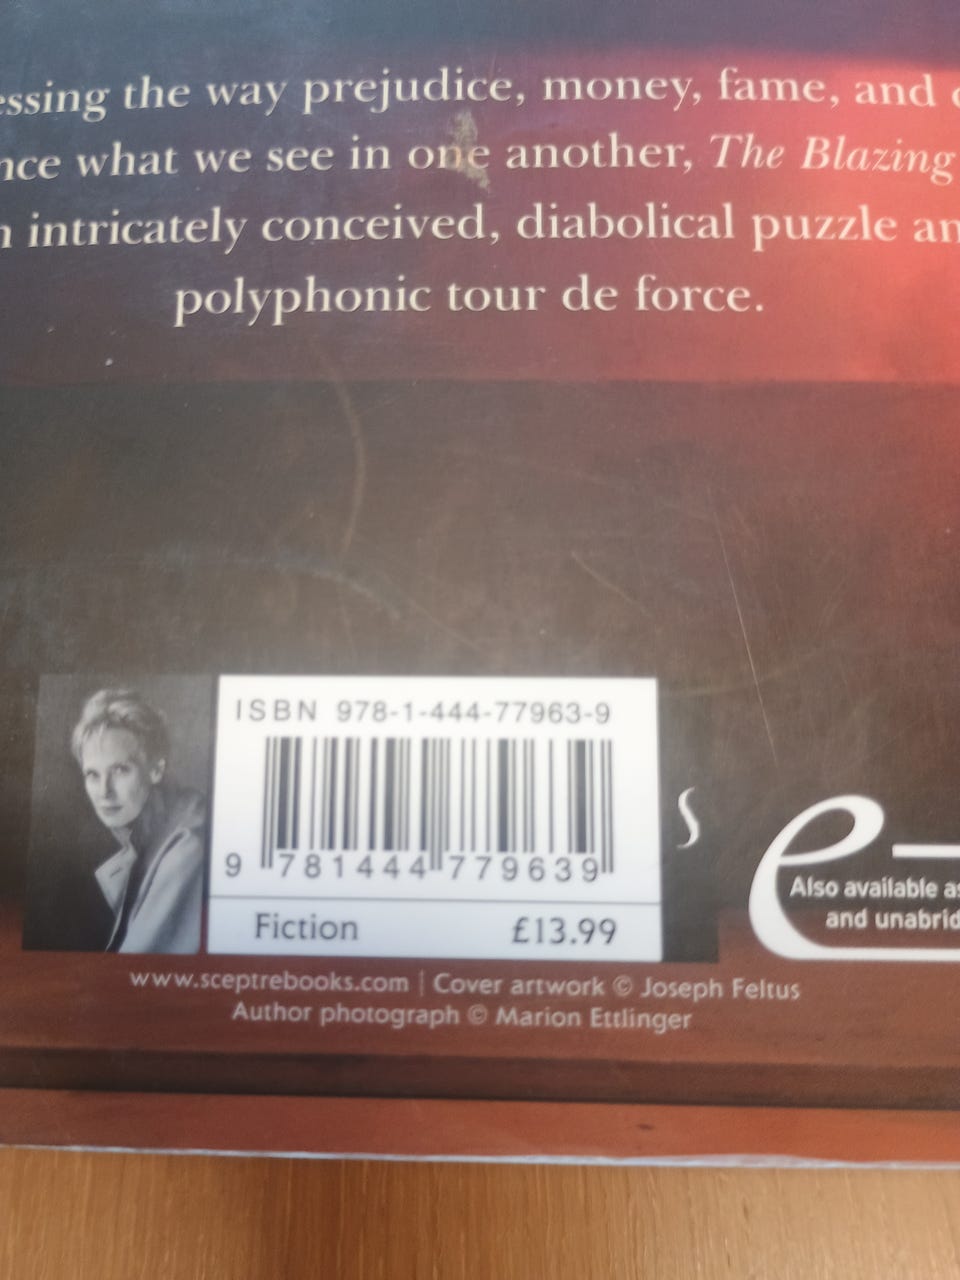 essing the way prejudice, money, fame, and
nce what we see in one another, The Blazing
n intricately conceived, diabolical puzzle an
polyphonic tour de force.
ISBN 978-1-444-77963-9
9 781444 779639
Fiction £13.99
S
e-
Also available as
and unabrid
www.sceptrebooks.com | Cover artwork © Joseph Feltus
Author photograph © Marion Ettlinger